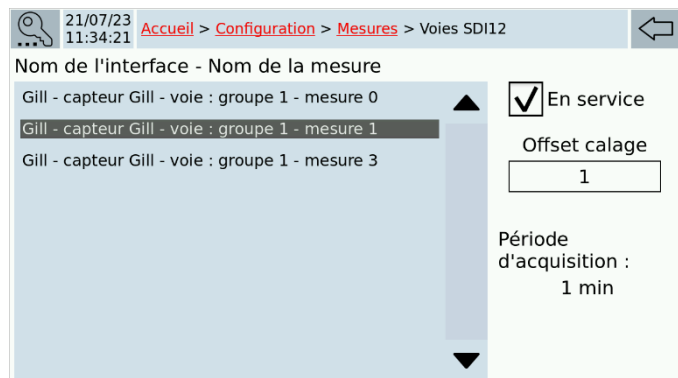 21/07/23
11:34:21
Accueil > Configuration > Mesures > Voies SDI12
Nom de l'interface - Nom de la mesure
Gill - capteur Gill - voie : groupe 1 - mesure 0
Gill - capteur Gill - voie : groupe 1 - mesure 1
Gill - capteur Gill - voie : groupe 1 - mesure 3
En service
Offset calage
1
Période
d'acquisition :
1 min